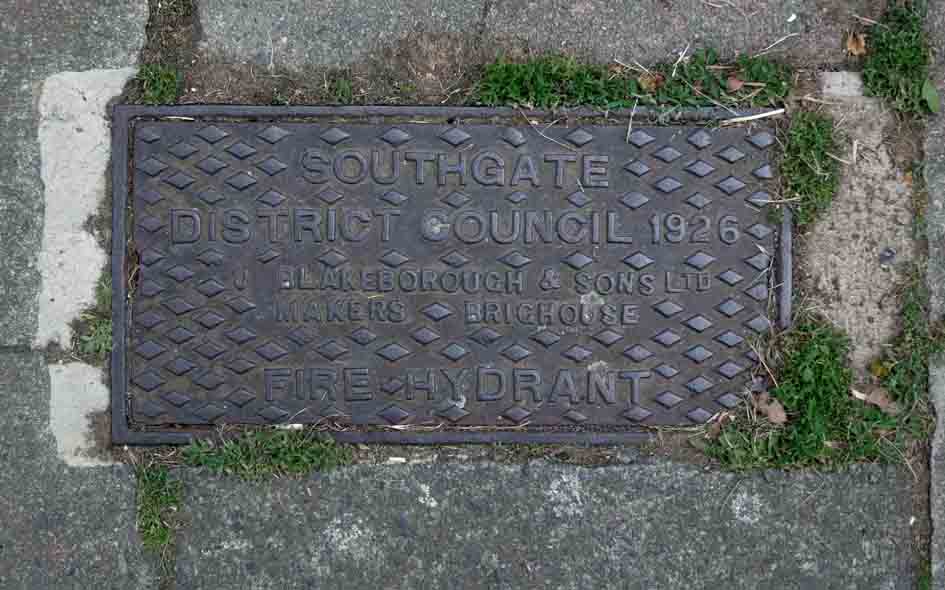 SOUTHGATE
DISTRICT COUNCIL 1926
J BLAKEBOROUGH & SONS LTD
MAKERS BRIGHOUSE
FIRE HYDRANT